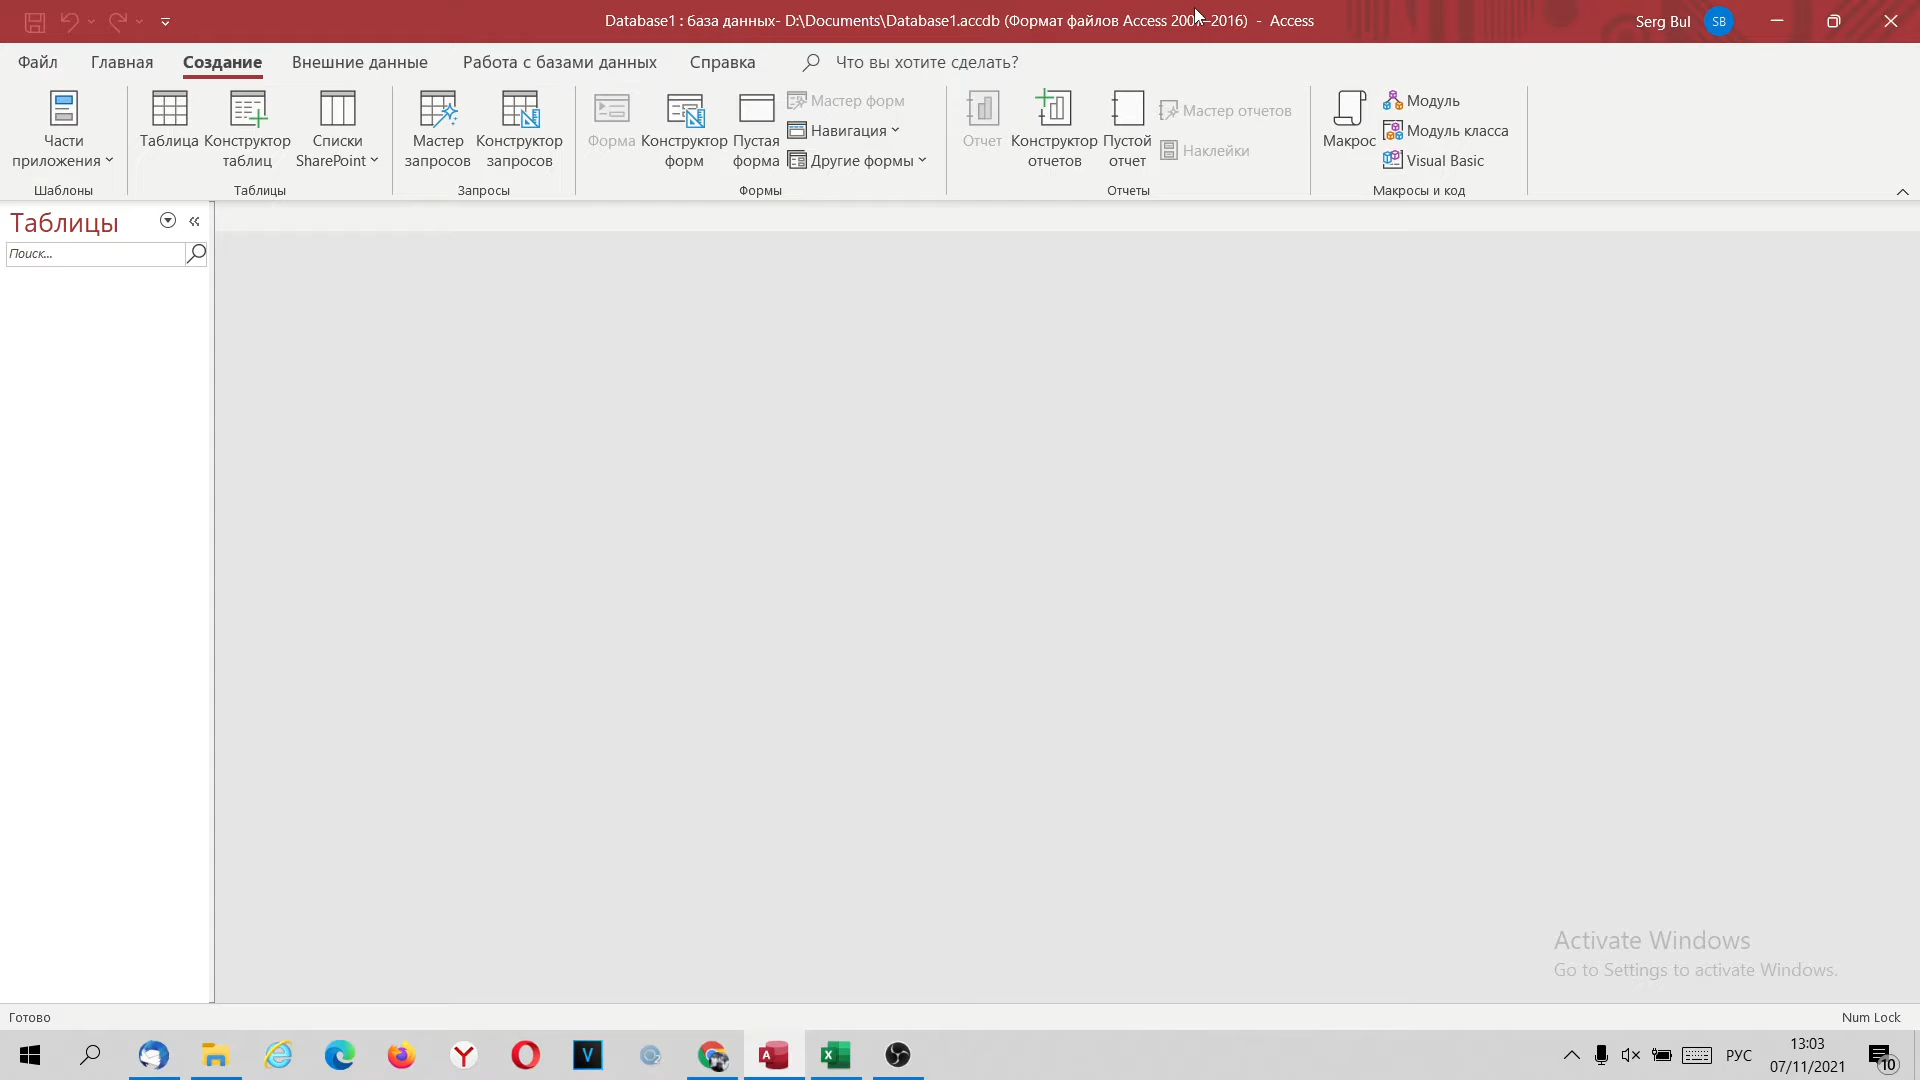 Database1 : база данных- D:\Documents\Database1.accdb (Формат файлов Access 200 –2016) - Access
Serg Bul
SB
Файл
Главная
Создание
Внешние данные
Работа с базами данных
Справка
Что вы хотите сделать?
Части приложения
Таблица
Конструктор таблиц
Списки SharePoint
Мастер запросов
Конструктор запросов
Форма
Конструктор форм
Пустая форма
Мастер форм
Навигация
Другие формы
Отчет
Конструктор отчетов
Пустой отчет
Мастер отчетов
Наклейки
Макрос
Модуль
Модуль класса
Visual Basic
Шаблоны
Таблицы
Запросы
Формы
Отчеты
Макросы и код
Таблицы
Поиск...
Activate Windows
Go to Settings to activate Windows.
Готово
Num Lock
РУС
13:03
07/11/2021
10